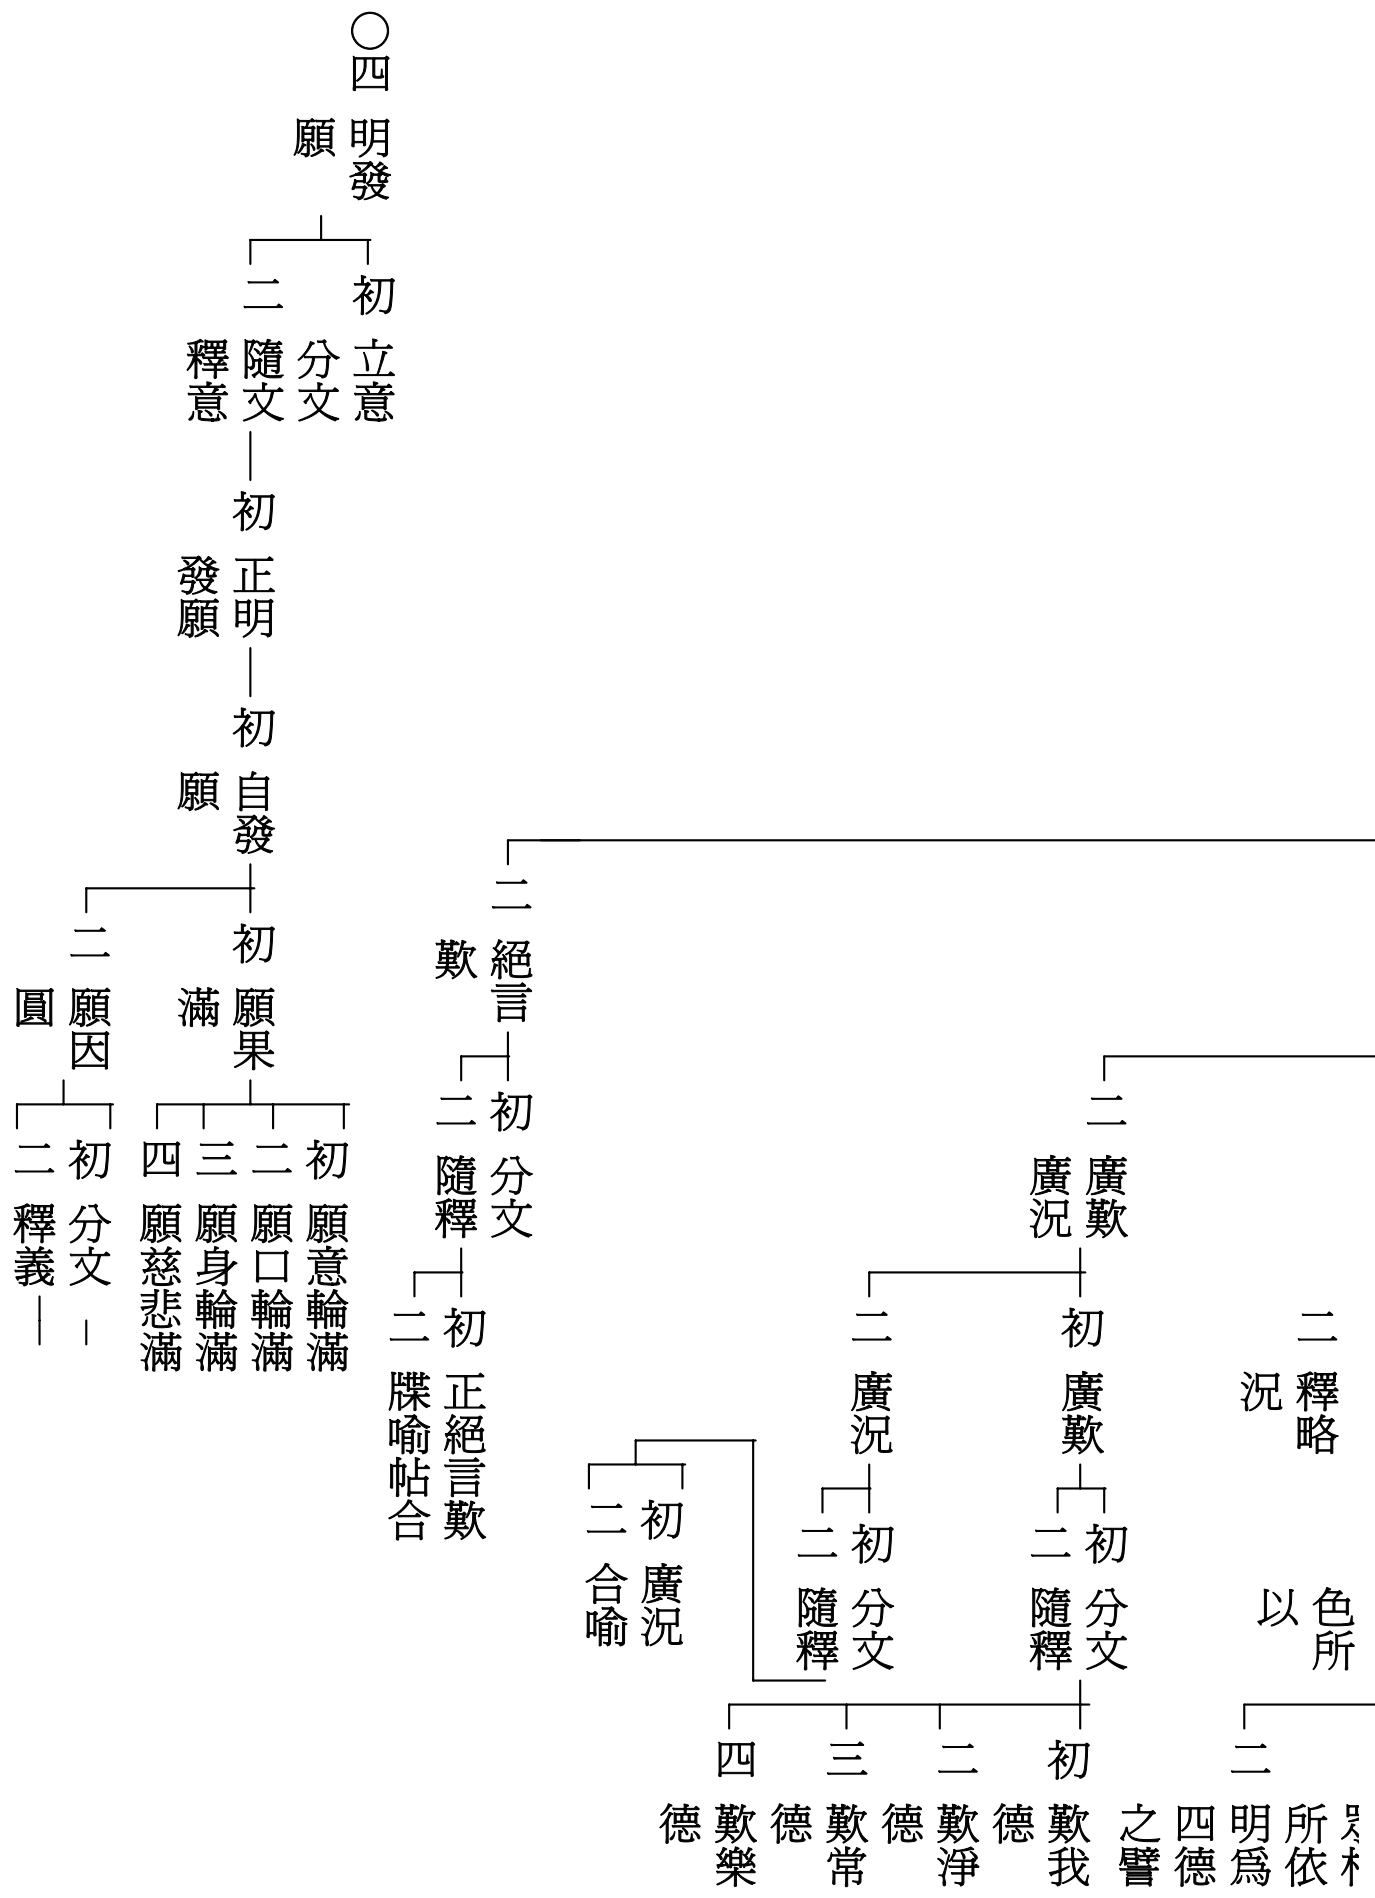 所依
二 明爲
四德
之譬
色所
以
二 釋略
況
二 廣歎
廣況
初 廣歎
初 分文
二 隨釋
初 歎我
德
二 歎淨
德
三 歎常
德
四 歎樂
德
二 廣況
初 分文
二 隨釋
初 廣況
二 合喻
二 絕言
歎
初 分文
二 隨釋
初 正絕言歎
二 牒喻帖合
○四 明發
願
初 立意
分文
二 隨文
釋意
初 正明
發願
初 自發
願
初 願果
滿
初 願意輪滿
二 願口輪滿
三 願身輪滿
四 願慈悲滿
二 願因
圓
初 分文
二 釋義